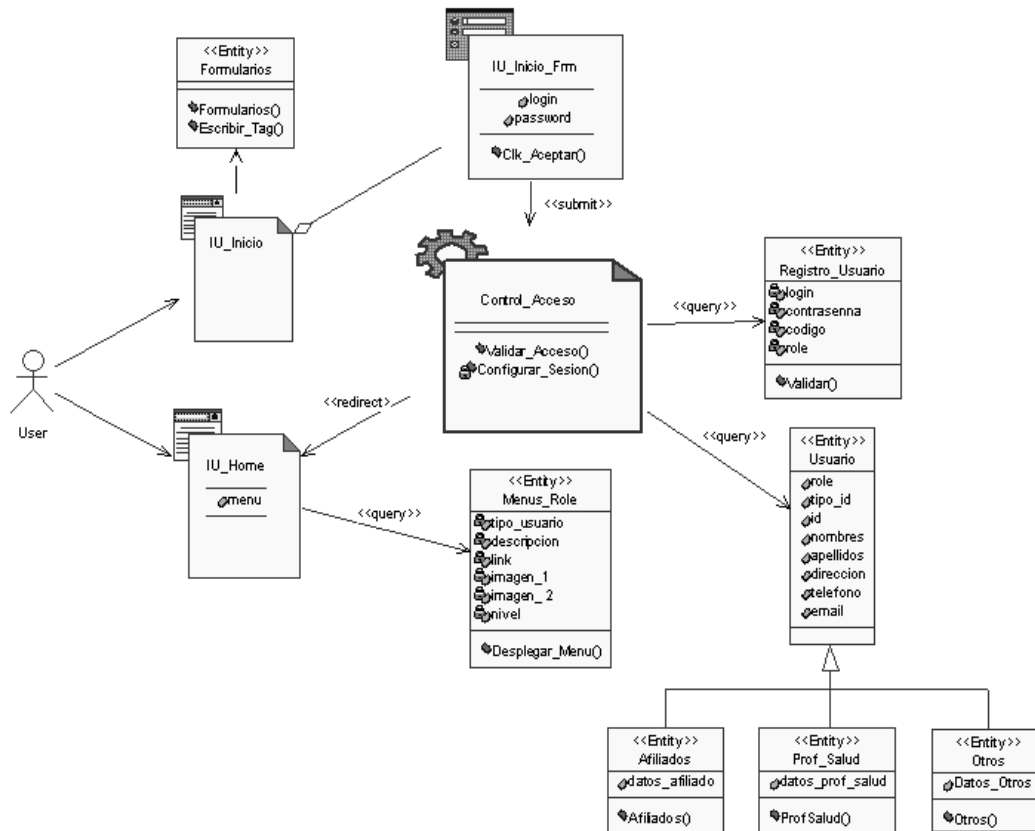 <<Entity>>
Formularios
Formularios()
Escribir_Tag()
IU_Inicio_Frm
login
password
Clk_Aceptar()
<<submit>>
IU_Inicio
Control_Acceso
Validar_Acceso()
Configurar_Sesion()
<<query>>
<<Entity>>
Registro_Usuario
login
contrasenna
codigo
role
Validar()
User
<<redirect>
IU_Home
menu
<<query>>
<<Entity>>
Menus_Role
tipo_usuario
descripcion
link
imagen_1
imagen_ 2
nivel
Desplegar_Menu()
<<query>>
<<Entity>>
Usuario
role
tipo_id
id
nombres
apellidos
direccion
telefono
email
<<Entity>>
Afiliados
datos_afiliado
Afiliados()
<<Entity>>
Prof_Salud
datos_prof_salud
ProfSalud()
<<Entity>>
Otros
Datos_Otros
Otros()